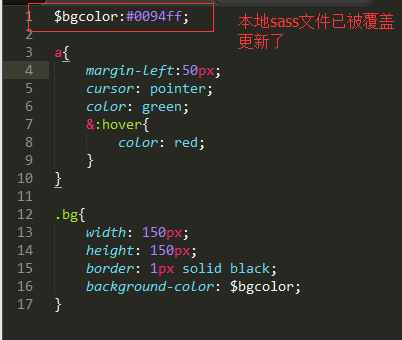 1 $bgcolor:#0094ff;
本地sass文件已被覆盖
更新了
2
3 a{
4 margin-left:50px;
5 cursor: pointer;
6 color: green;
7 &:hover{
8 color: red;
9 }
10 }
11
12 .bg{
13 width: 150px;
14 height: 150px;
15 border: 1px solid black;
16 background-color: $bgcolor;
17 }